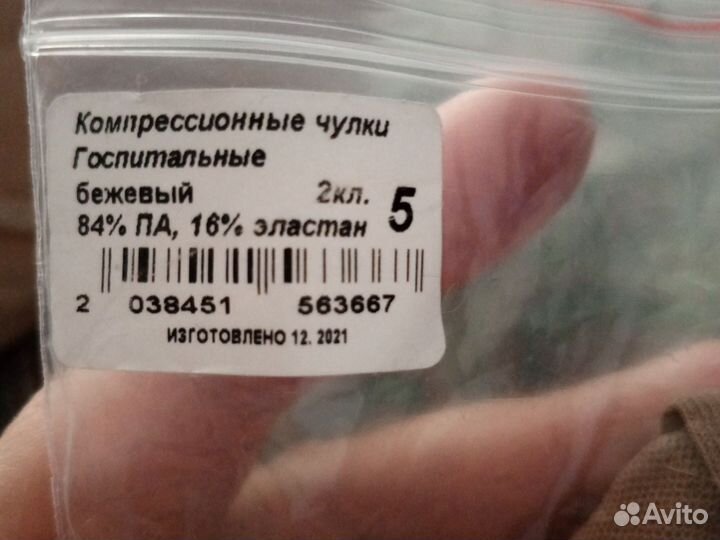 Компрессионные чулки
Госпитальные
бежевый 2кл. 5
84% ПА, 16% эластан
2 038451 563667
ИЗГОТОВЛЕНО 12. 2021
Avito